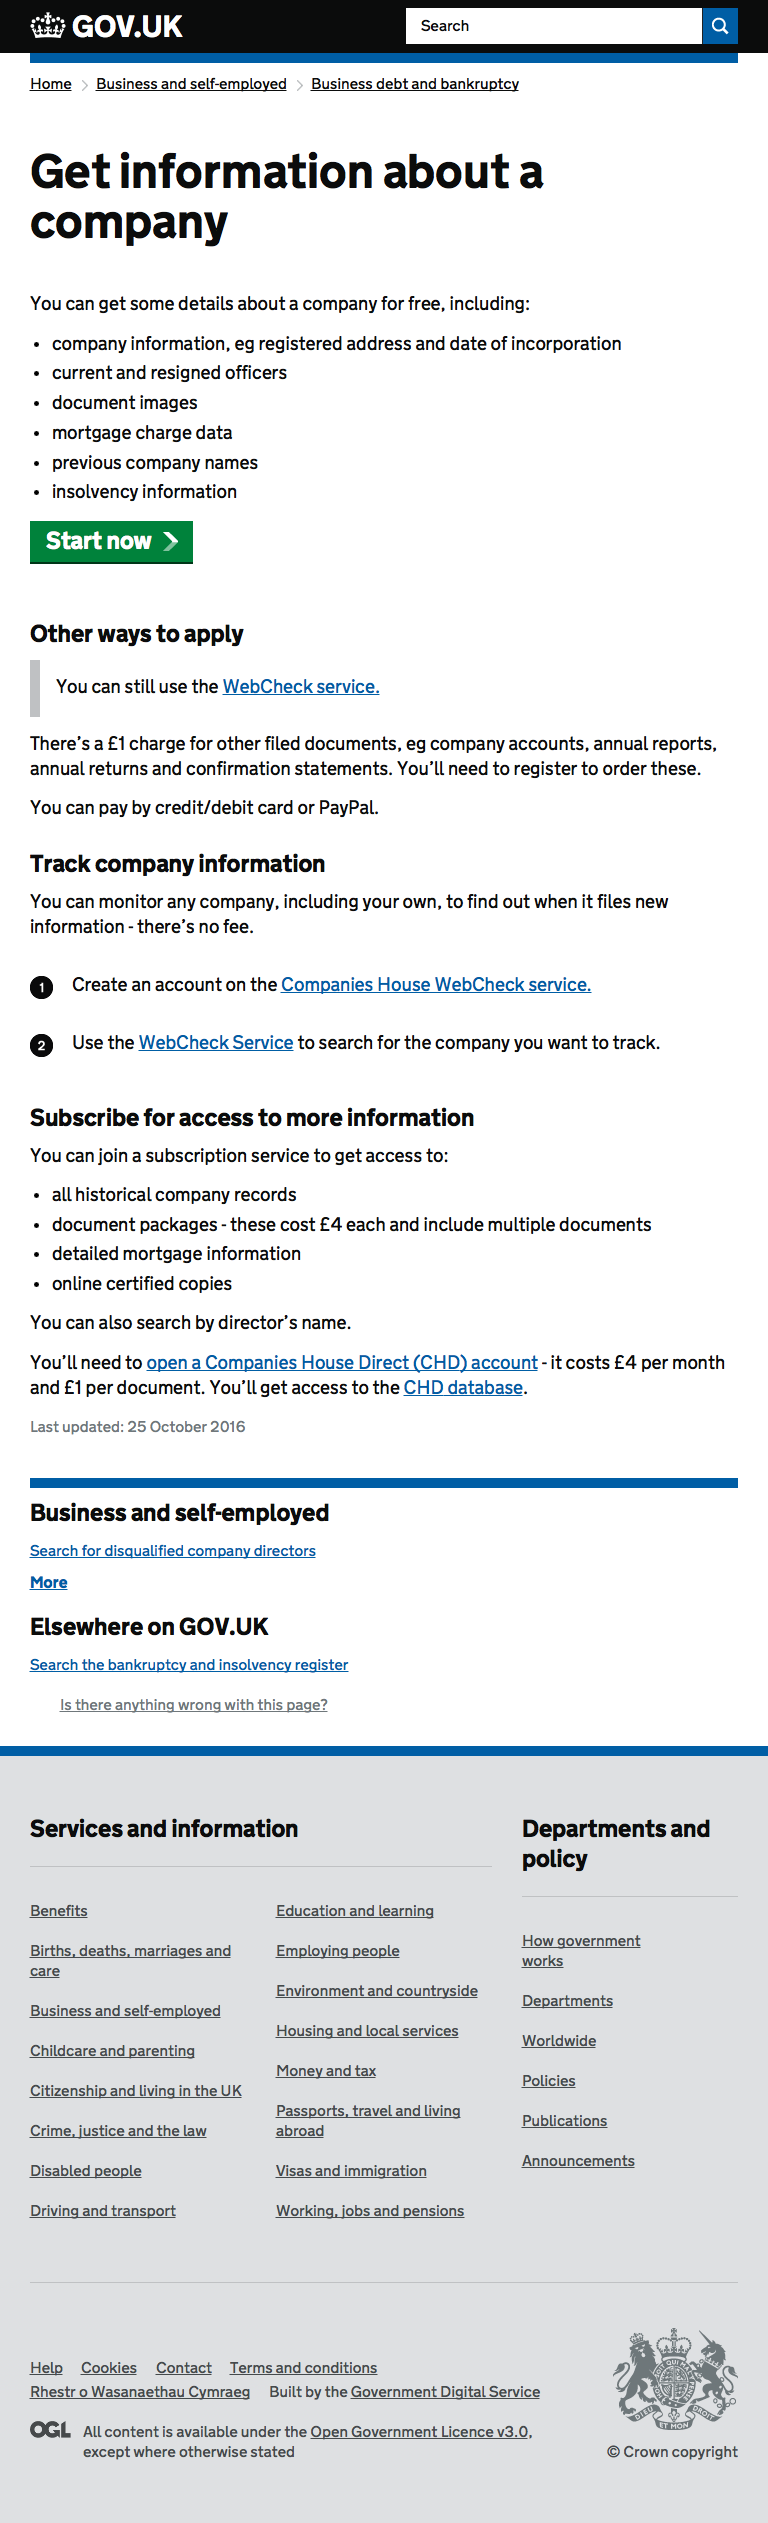 GOV.UK
Search
Home
Business and self-employed
Business debt and bankruptcy
Get information about a
company
You can get some details about a company for free, including:
• company information, eg registered address and date of incorporation
• current and resigned officers
• document images
• mortgage charge data
• previous company names
• insolvency information
Start now
Other ways to apply
You can still use the WebCheck service.
There’s a £1 charge for other filed documents, eg company accounts, annual reports,
annual returns and confirmation statements. You’ll need to register to order these.
You can pay by credit/debit card or PayPal.
Track company information
You can monitor any company, including your own, to find out when it files new
information - there’s no fee.
1 Create an account on the Companies House WebCheck service.
2 Use the WebCheck Service to search for the company you want to track.
Subscribe for access to more information
You can join a subscription service to get access to:
• all historical company records
• document packages - these cost £4 each and include multiple documents
• detailed mortgage information
• online certified copies
You can also search by director’s name.
You’ll need to open a Companies House Direct (CHD) account - it costs £4 per month
and £1 per document. You’ll get access to the CHD database.
Last updated: 25 October 2016
Business and self-employed
Search for disqualified company directors
More
Elsewhere on GOV.UK
Search the bankruptcy and insolvency register
Is there anything wrong with this page?
Services and information
Benefits
Births, deaths, marriages and
care
Business and self-employed
Childcare and parenting
Citizenship and living in the UK
Crime, justice and the law
Disabled people
Driving and transport
Education and learning
Employing people
Environment and countryside
Housing and local services
Money and tax
Passports, travel and living
abroad
Visas and immigration
Working, jobs and pensions
Departments and
policy
How government
works
Departments
Worldwide
Policies
Publications
Announcements
Help Cookies Contact Terms and conditions
Rhestr o Wasanaethau Cymraeg Built by the Government Digital Service
OGL
All content is available under the Open Government Licence v3.0,
except where otherwise stated
DIEU ET MON DROIT
© Crown copyright